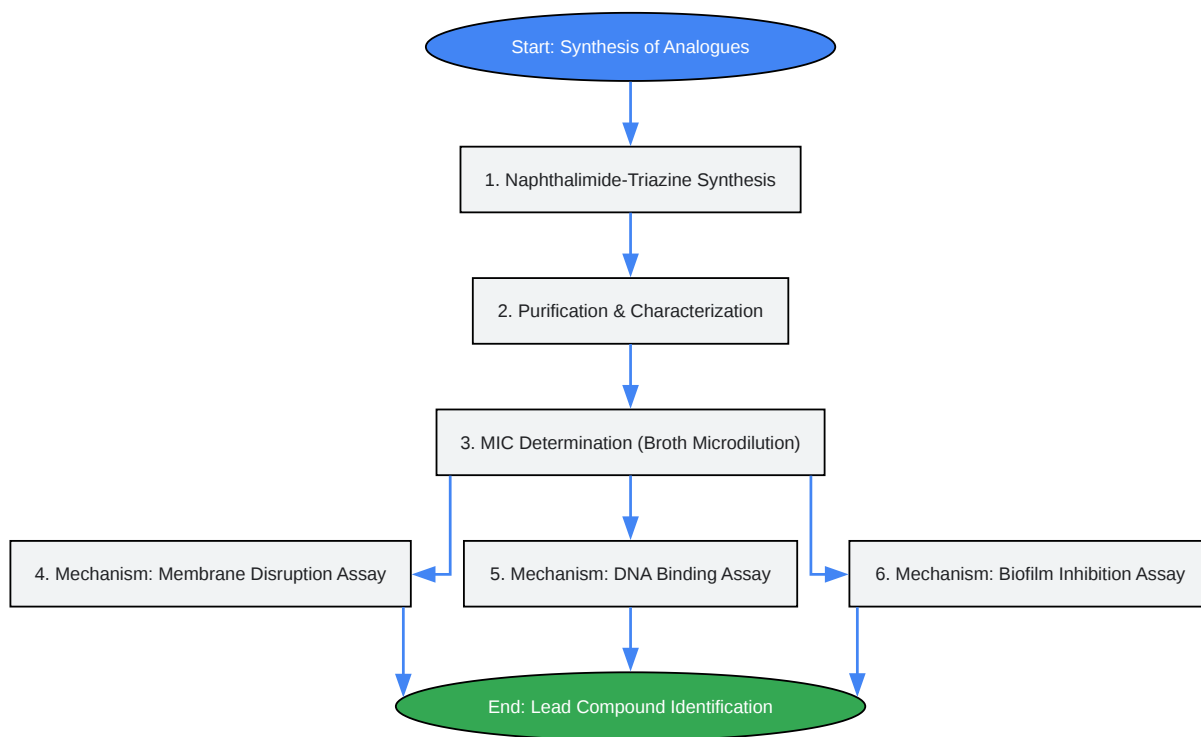 Start: Synthesis of Analogues
1. Naphthalimide-Triazine Synthesis
2. Purification & Characterization
3. MIC Determination (Broth Microdilution)
4. Mechanism: Membrane Disruption Assay
5. Mechanism: DNA Binding Assay
6. Mechanism: Biofilm Inhibition Assay
End: Lead Compound Identification